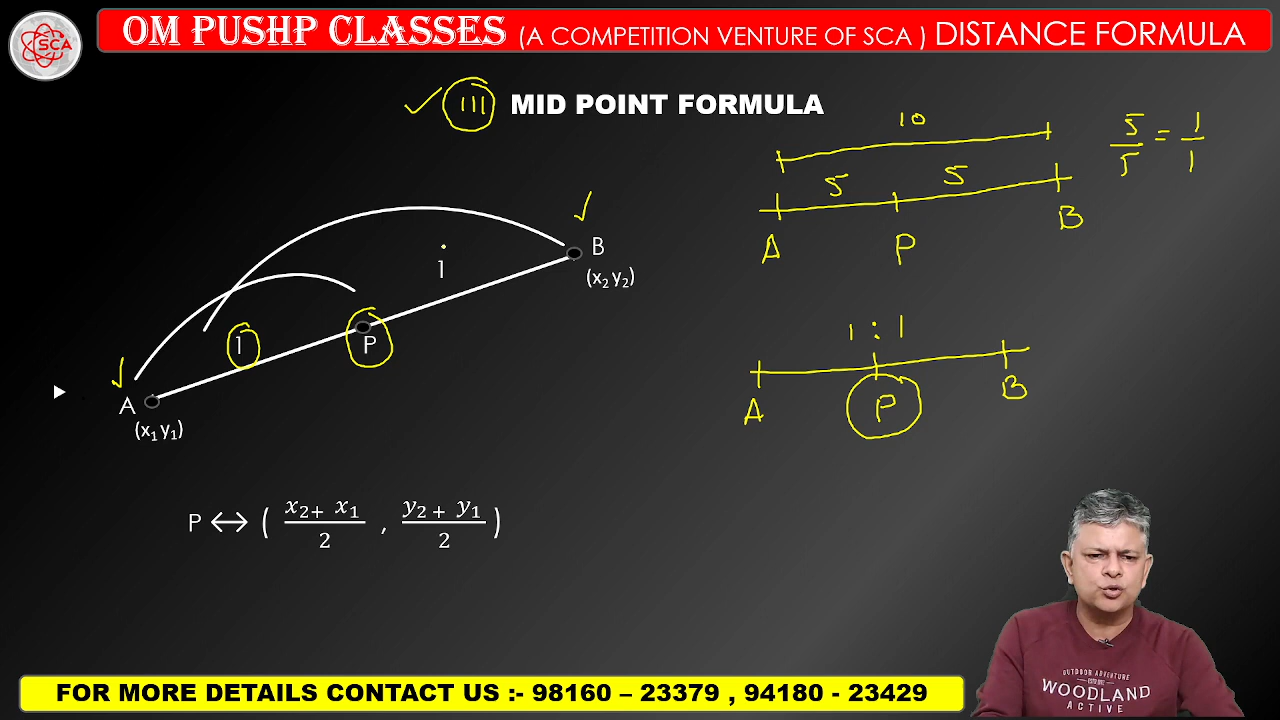 SCA
OM PUSHP CLASSES (A COMPETITION VENTURE OF SCA ) DISTANCE FORMULA
III MID POINT FORMULA
10
5 5
A P B
5/5 = 1/1
1
B
(x₂ y₂)
1
P
A
(x₁ y₁)
1 : 1
A P B
P ↔ ( x₂₊ x₁ / 2 , y₂ ₊ y₁ / 2 )
OUTDOOR ADVENTURE
WOODLAND
ACTIVE
FOR MORE DETAILS CONTACT US :- 98160 – 23379 , 94180 - 23429